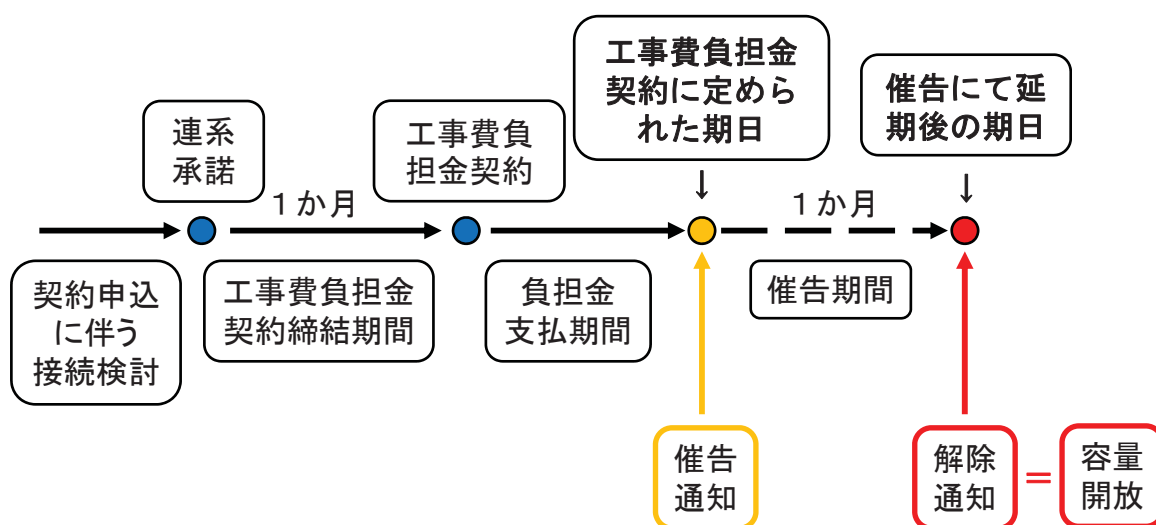 工事費負担金
契約に定めら
れた期日
催告にて延
期後の期日
連系
承諾
工事費負
担金契約
↓
↓
１か月
１か月
契約申込
に伴う
接続検討
工事費負担金
契約締結期間
負担金
支払期間
催告期間
催告
通知
解除
通知
＝
容量
開放